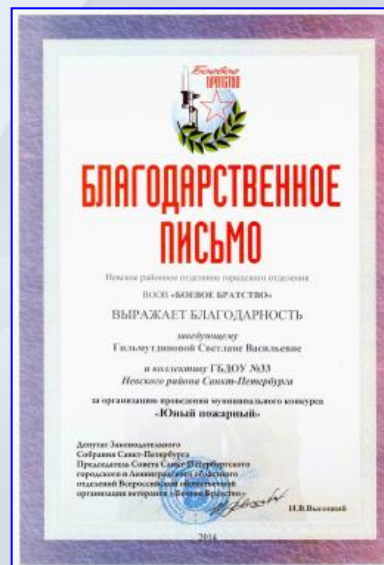 Боевое
БРАТСТВО
БЛАГОДАРСТВЕННОЕ
ПИСЬМО
Невское районное отделение городского отделения
ВООВ «БОЕВОЕ БРАТСТВО»
ВЫРАЖАЕТ БЛАГОДАРНОСТЬ
заведующему
Гильмутдиновой Светлане Васильевне
и коллективу ГБДОУ №33
Невского района Санкт-Петербурга
за организацию проведения муниципального конкурса
«Юный пожарный»
Депутат Законодательного
Собрания Санкт-Петербурга
Председатель Совета Санкт-Петербургского
городского и Ленинградского областного
отделений Всероссийской общественной
организации ветеранов «Боевое Братство»
И.В.Высоцкий
2014